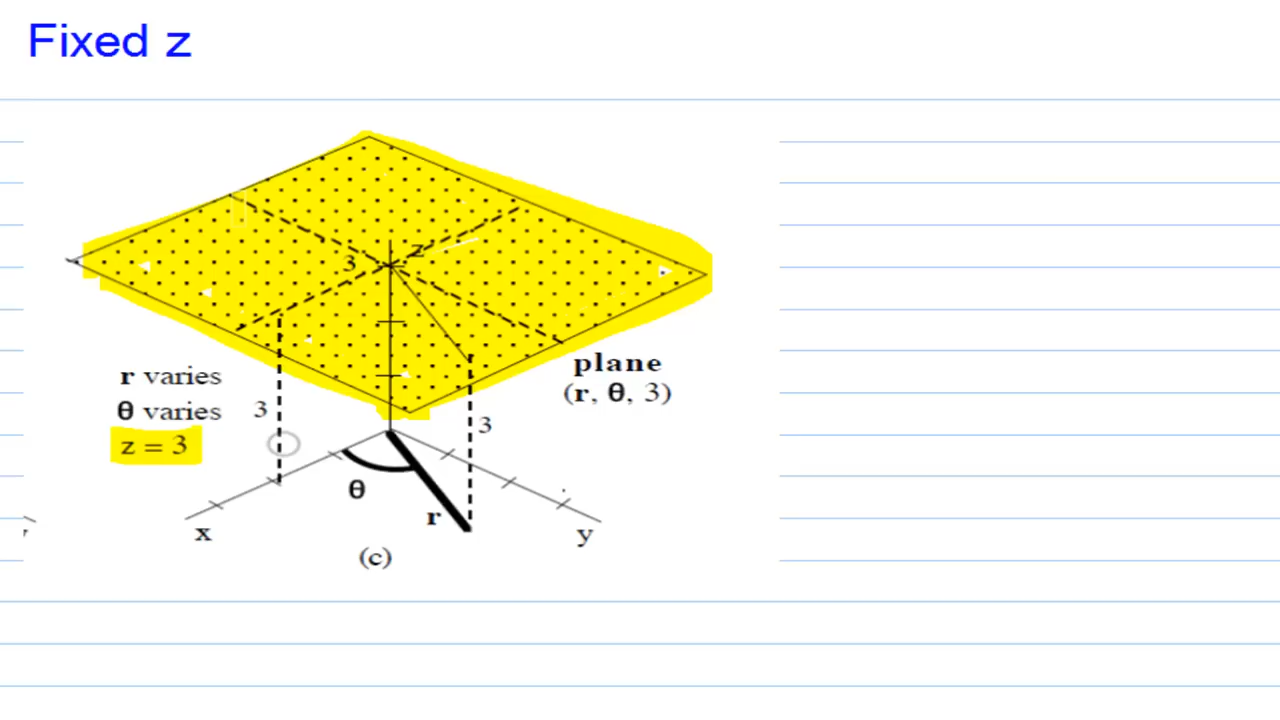 Fixed z
z
3
plane
r varies
(r, θ, 3)
θ varies
3
3
z = 3
θ
r
x
y
(c)